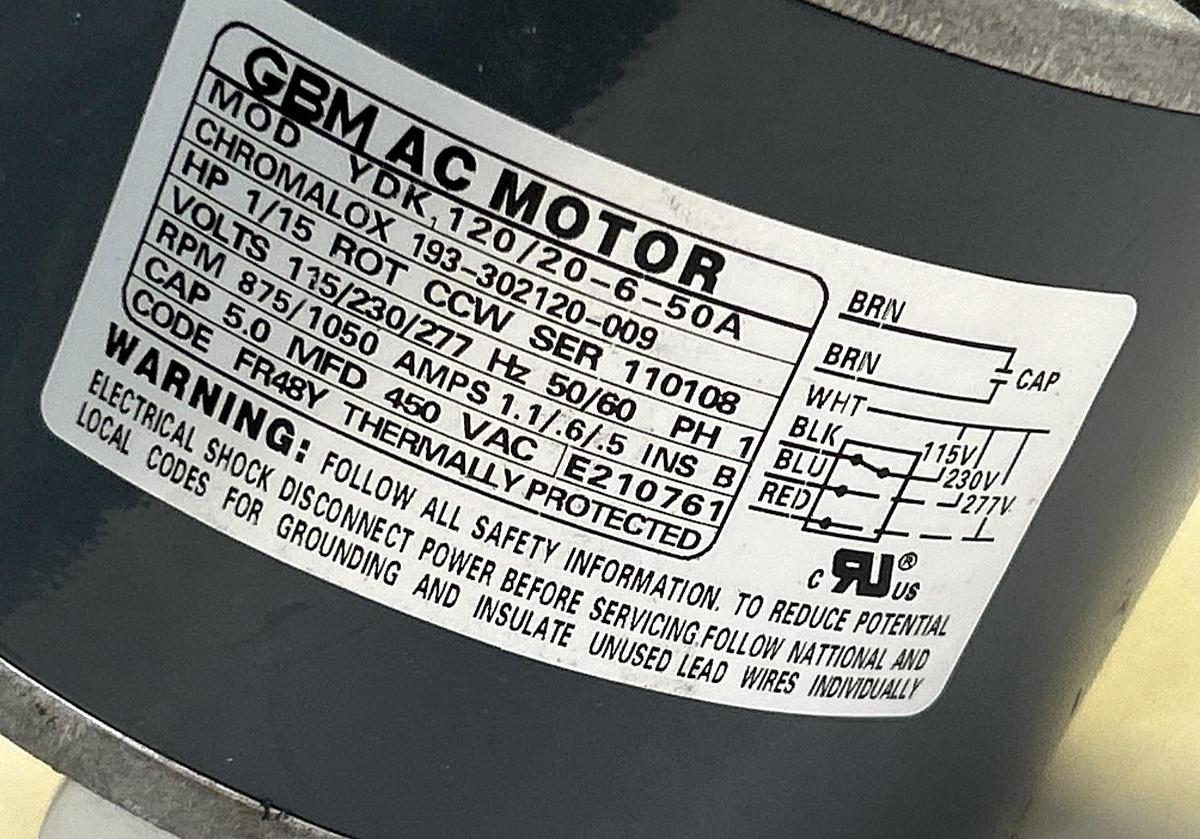 GBM AC MOTOR
MOD YDK 120/20-6-50A
CHROMALOX 193-302120-009
HP 1/15 ROT CCW SER 110108
VOLTS 115/230/277 Hz 50/60 PH 1
RPM 875/1050 AMPS 1.1/.6/.5 INS B
CAP 5.0 MFD 450 VAC E210761
CODE FR48Y THERMALLY PROTECTED
BRN
BRN
CAP
WHT
BLK 115V
BLU 230V
RED 277V
c RU ® US
WARNING: FOLLOW ALL SAFETY INFORMATION. TO REDUCE POTENTIAL
ELECTRICAL SHOCK DISCONNECT POWER BEFORE SERVICING.FOLLOW NATTIONAL AND
LOCAL CODES FOR GROUNDING AND INSULATE UNUSED LEAD WIRES INDIVIDUALLY